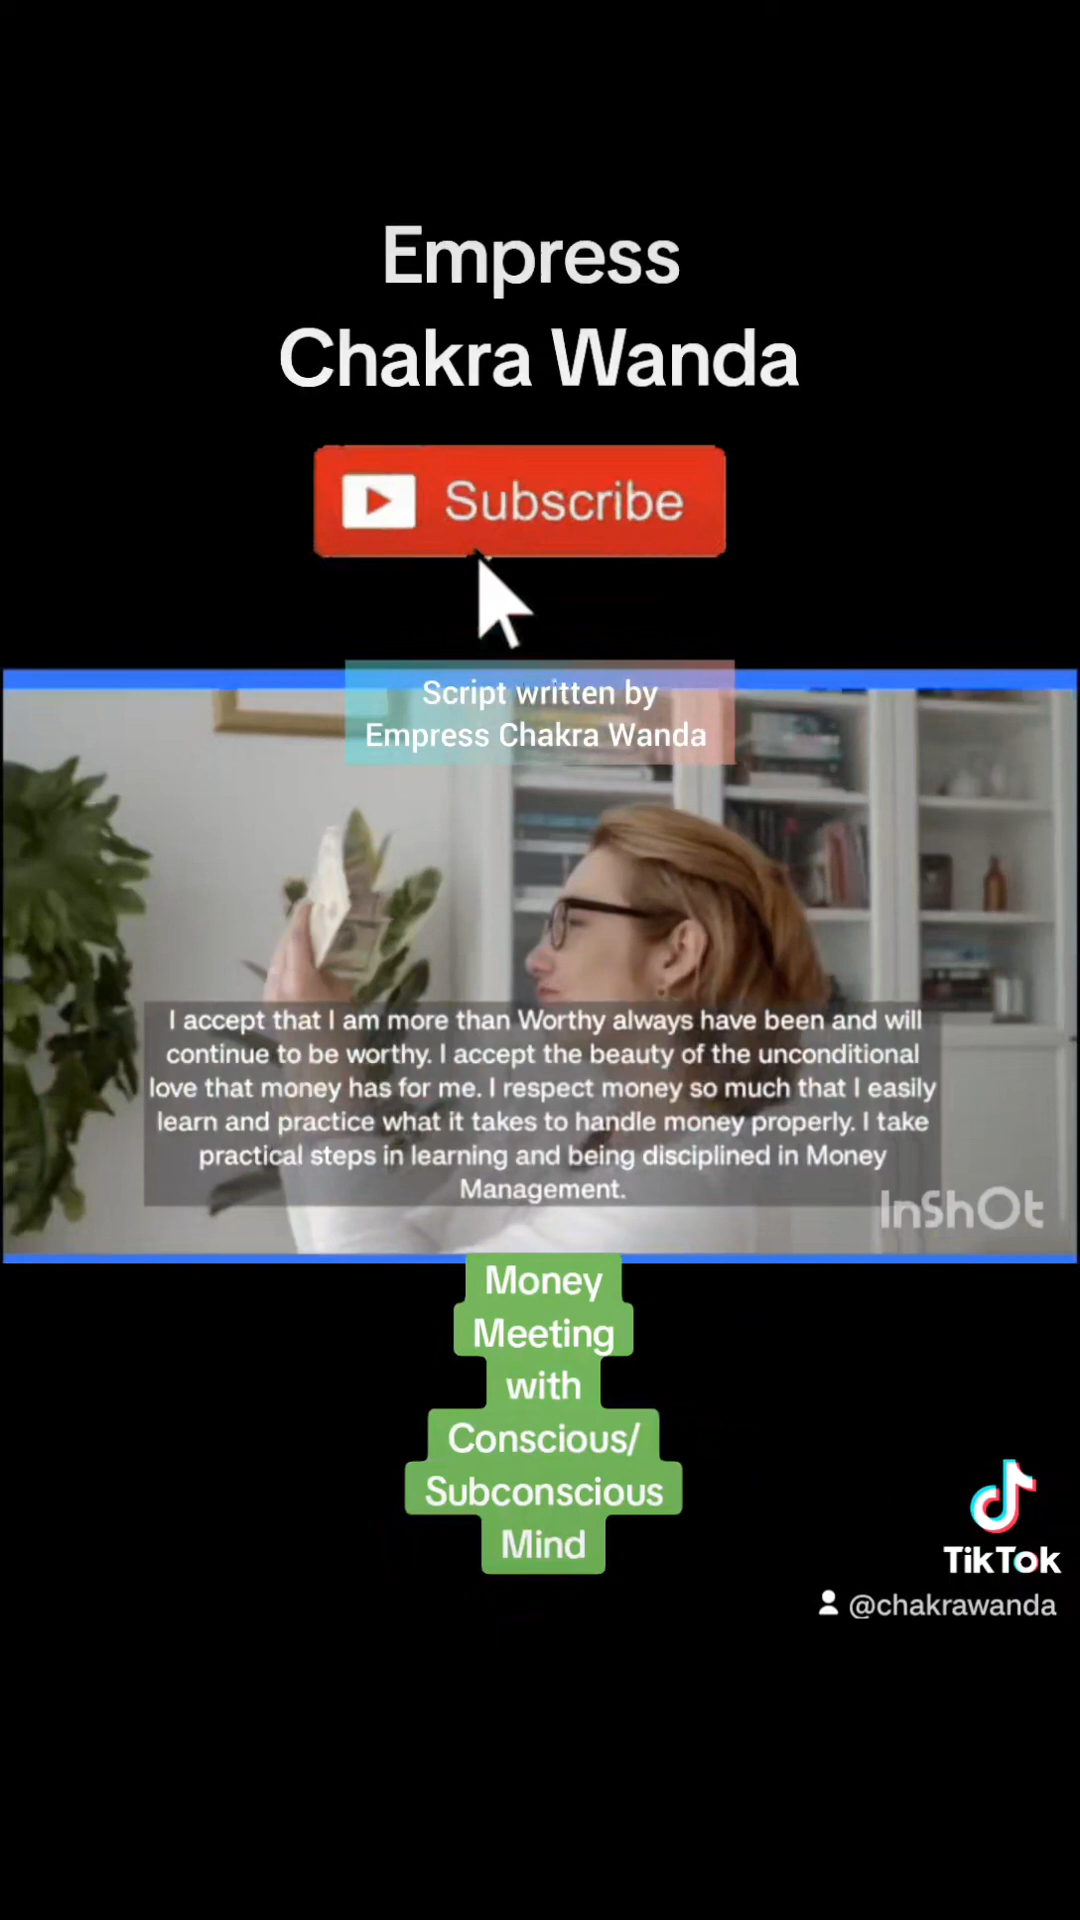 Empress
Chakra Wanda
Subscribe
Script written by
Empress Chakra Wanda
I accept that I am more than Worthy always have been and will
continue to be worthy. I accept the beauty of the unconditional
love that money has for me. I respect money so much that I easily
learn and practice what it takes to handle money properly. I take
practical steps in learning and being disciplined in Money
Management.
InShOt
Money
Meeting
with
Conscious/
Subconscious
Mind
TikTok
@chakrawanda